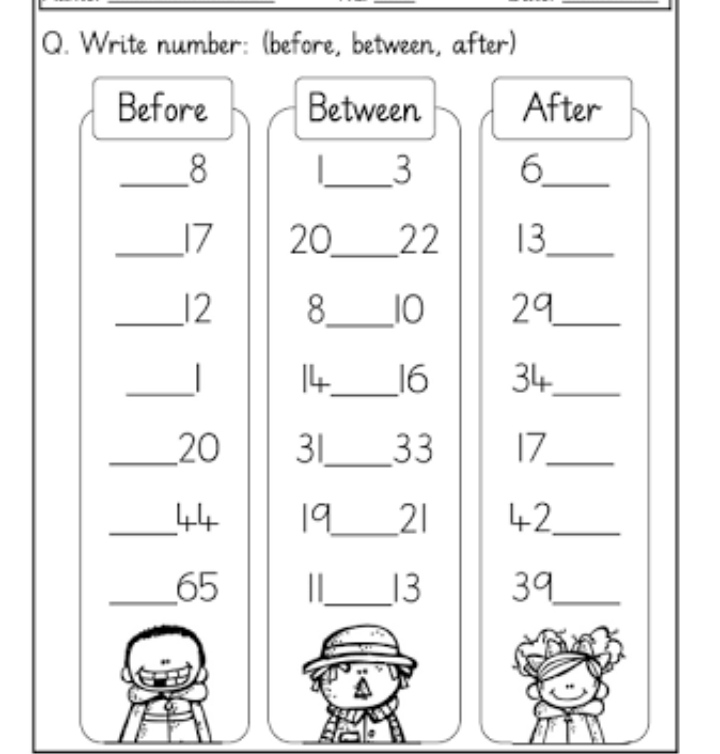 Q. Write number: (before, between, after)
Before Between After
____8 1____3 6____
____17 20____22 13____
____12 8____10 29____
____1 14____16 34____
____20 31____33 17____
____44 19____21 42____
____65 11____13 39____